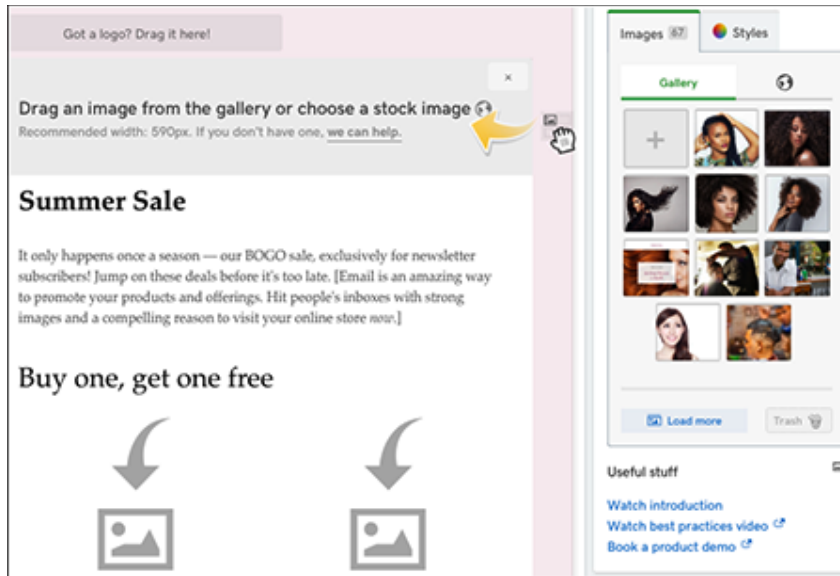 Got a logo? Drag it here!
×
Drag an image from the gallery or choose a stock image
Recommended width: 590px. If you don't have one, we can help.
Summer Sale
It only happens once a season — our BOGO sale, exclusively for newsletter
subscribers! Jump on these deals before it's too late. [Email is an amazing way
to promote your products and offerings. Hit people's inboxes with strong
images and a compelling reason to visit your online store now.]
Buy one, get one free
Images 67
Styles
Gallery
+
Load more
Trash
Useful stuff
Watch introduction
Watch best practices video
Book a product demo